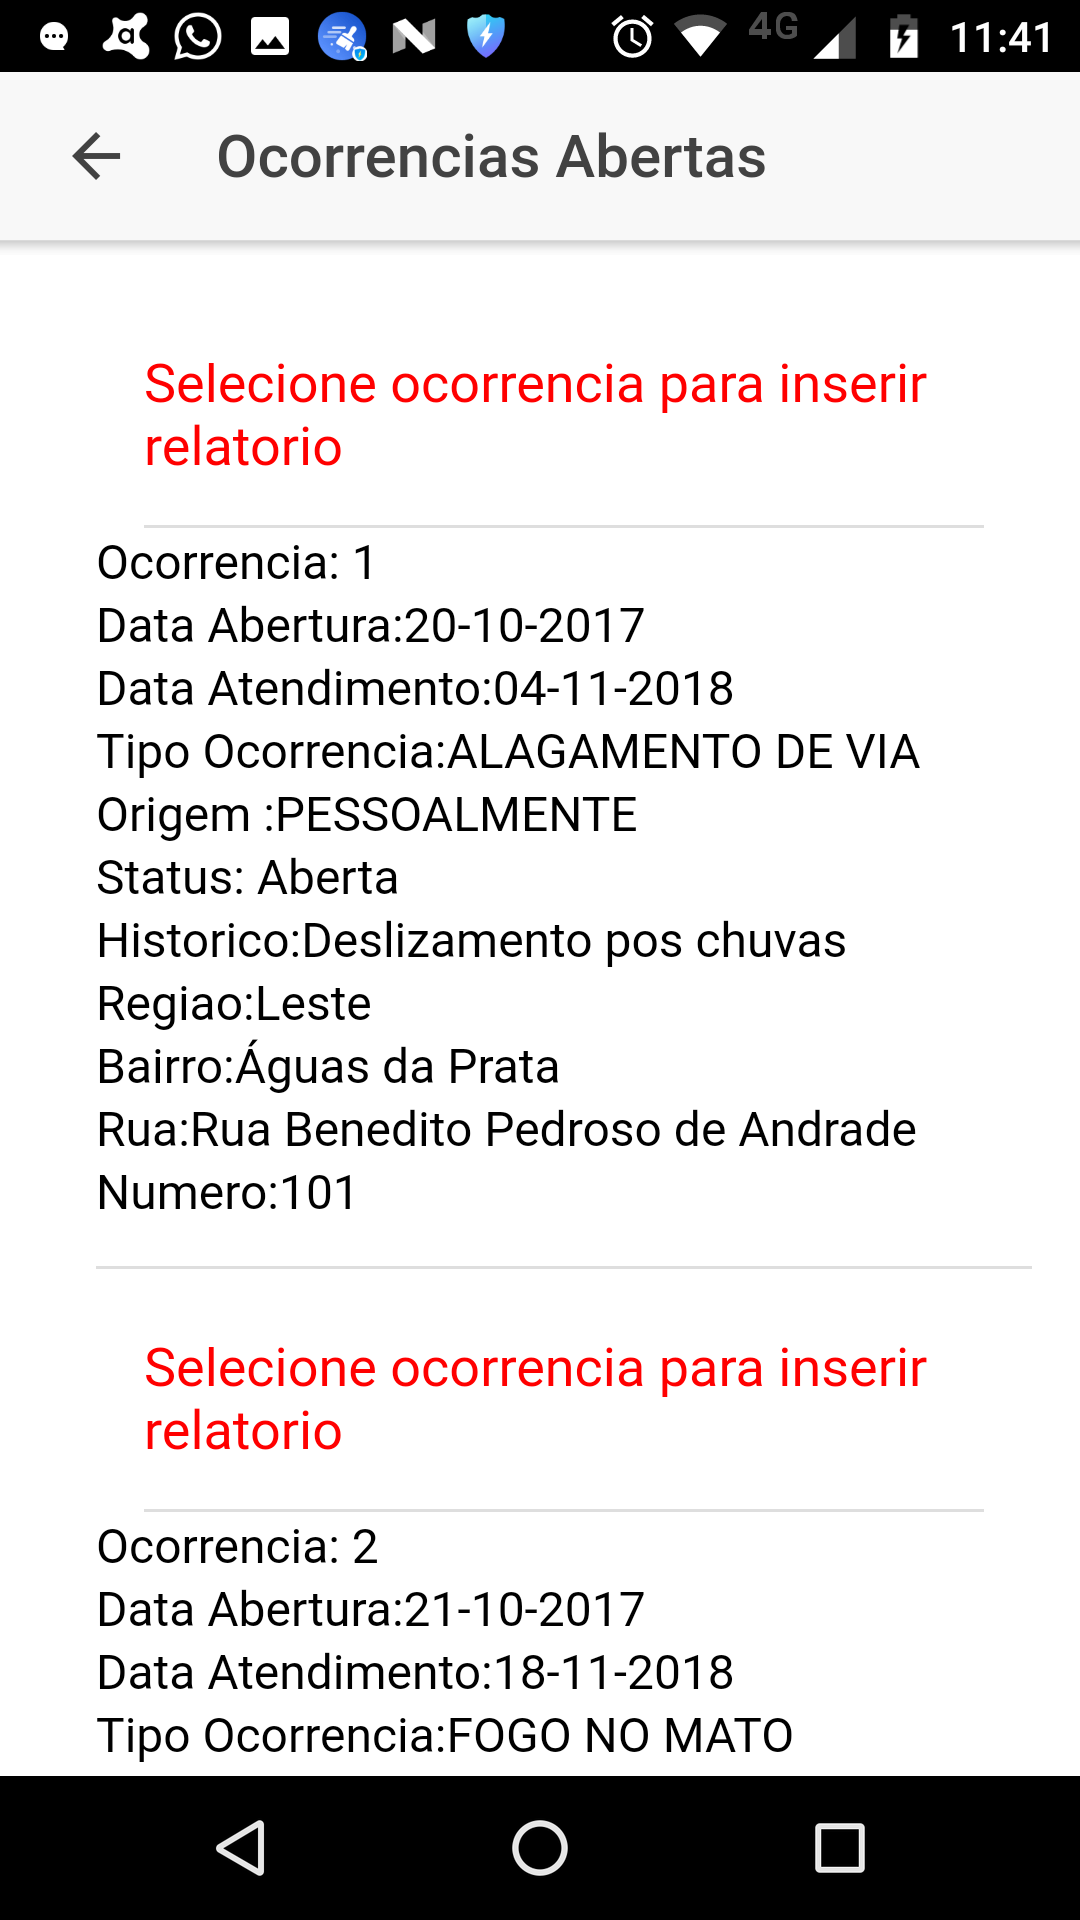 4G 11:41
Ocorrencias Abertas
Selecione ocorrencia para inserir
relatorio
Ocorrencia: 1
Data Abertura:20-10-2017
Data Atendimento:04-11-2018
Tipo Ocorrencia:ALAGAMENTO DE VIA
Origem :PESSOALMENTE
Status: Aberta
Historico:Deslizamento pos chuvas
Regiao:Leste
Bairro:Águas da Prata
Rua:Rua Benedito Pedroso de Andrade
Numero:101
Selecione ocorrencia para inserir
relatorio
Ocorrencia: 2
Data Abertura:21-10-2017
Data Atendimento:18-11-2018
Tipo Ocorrencia:FOGO NO MATO